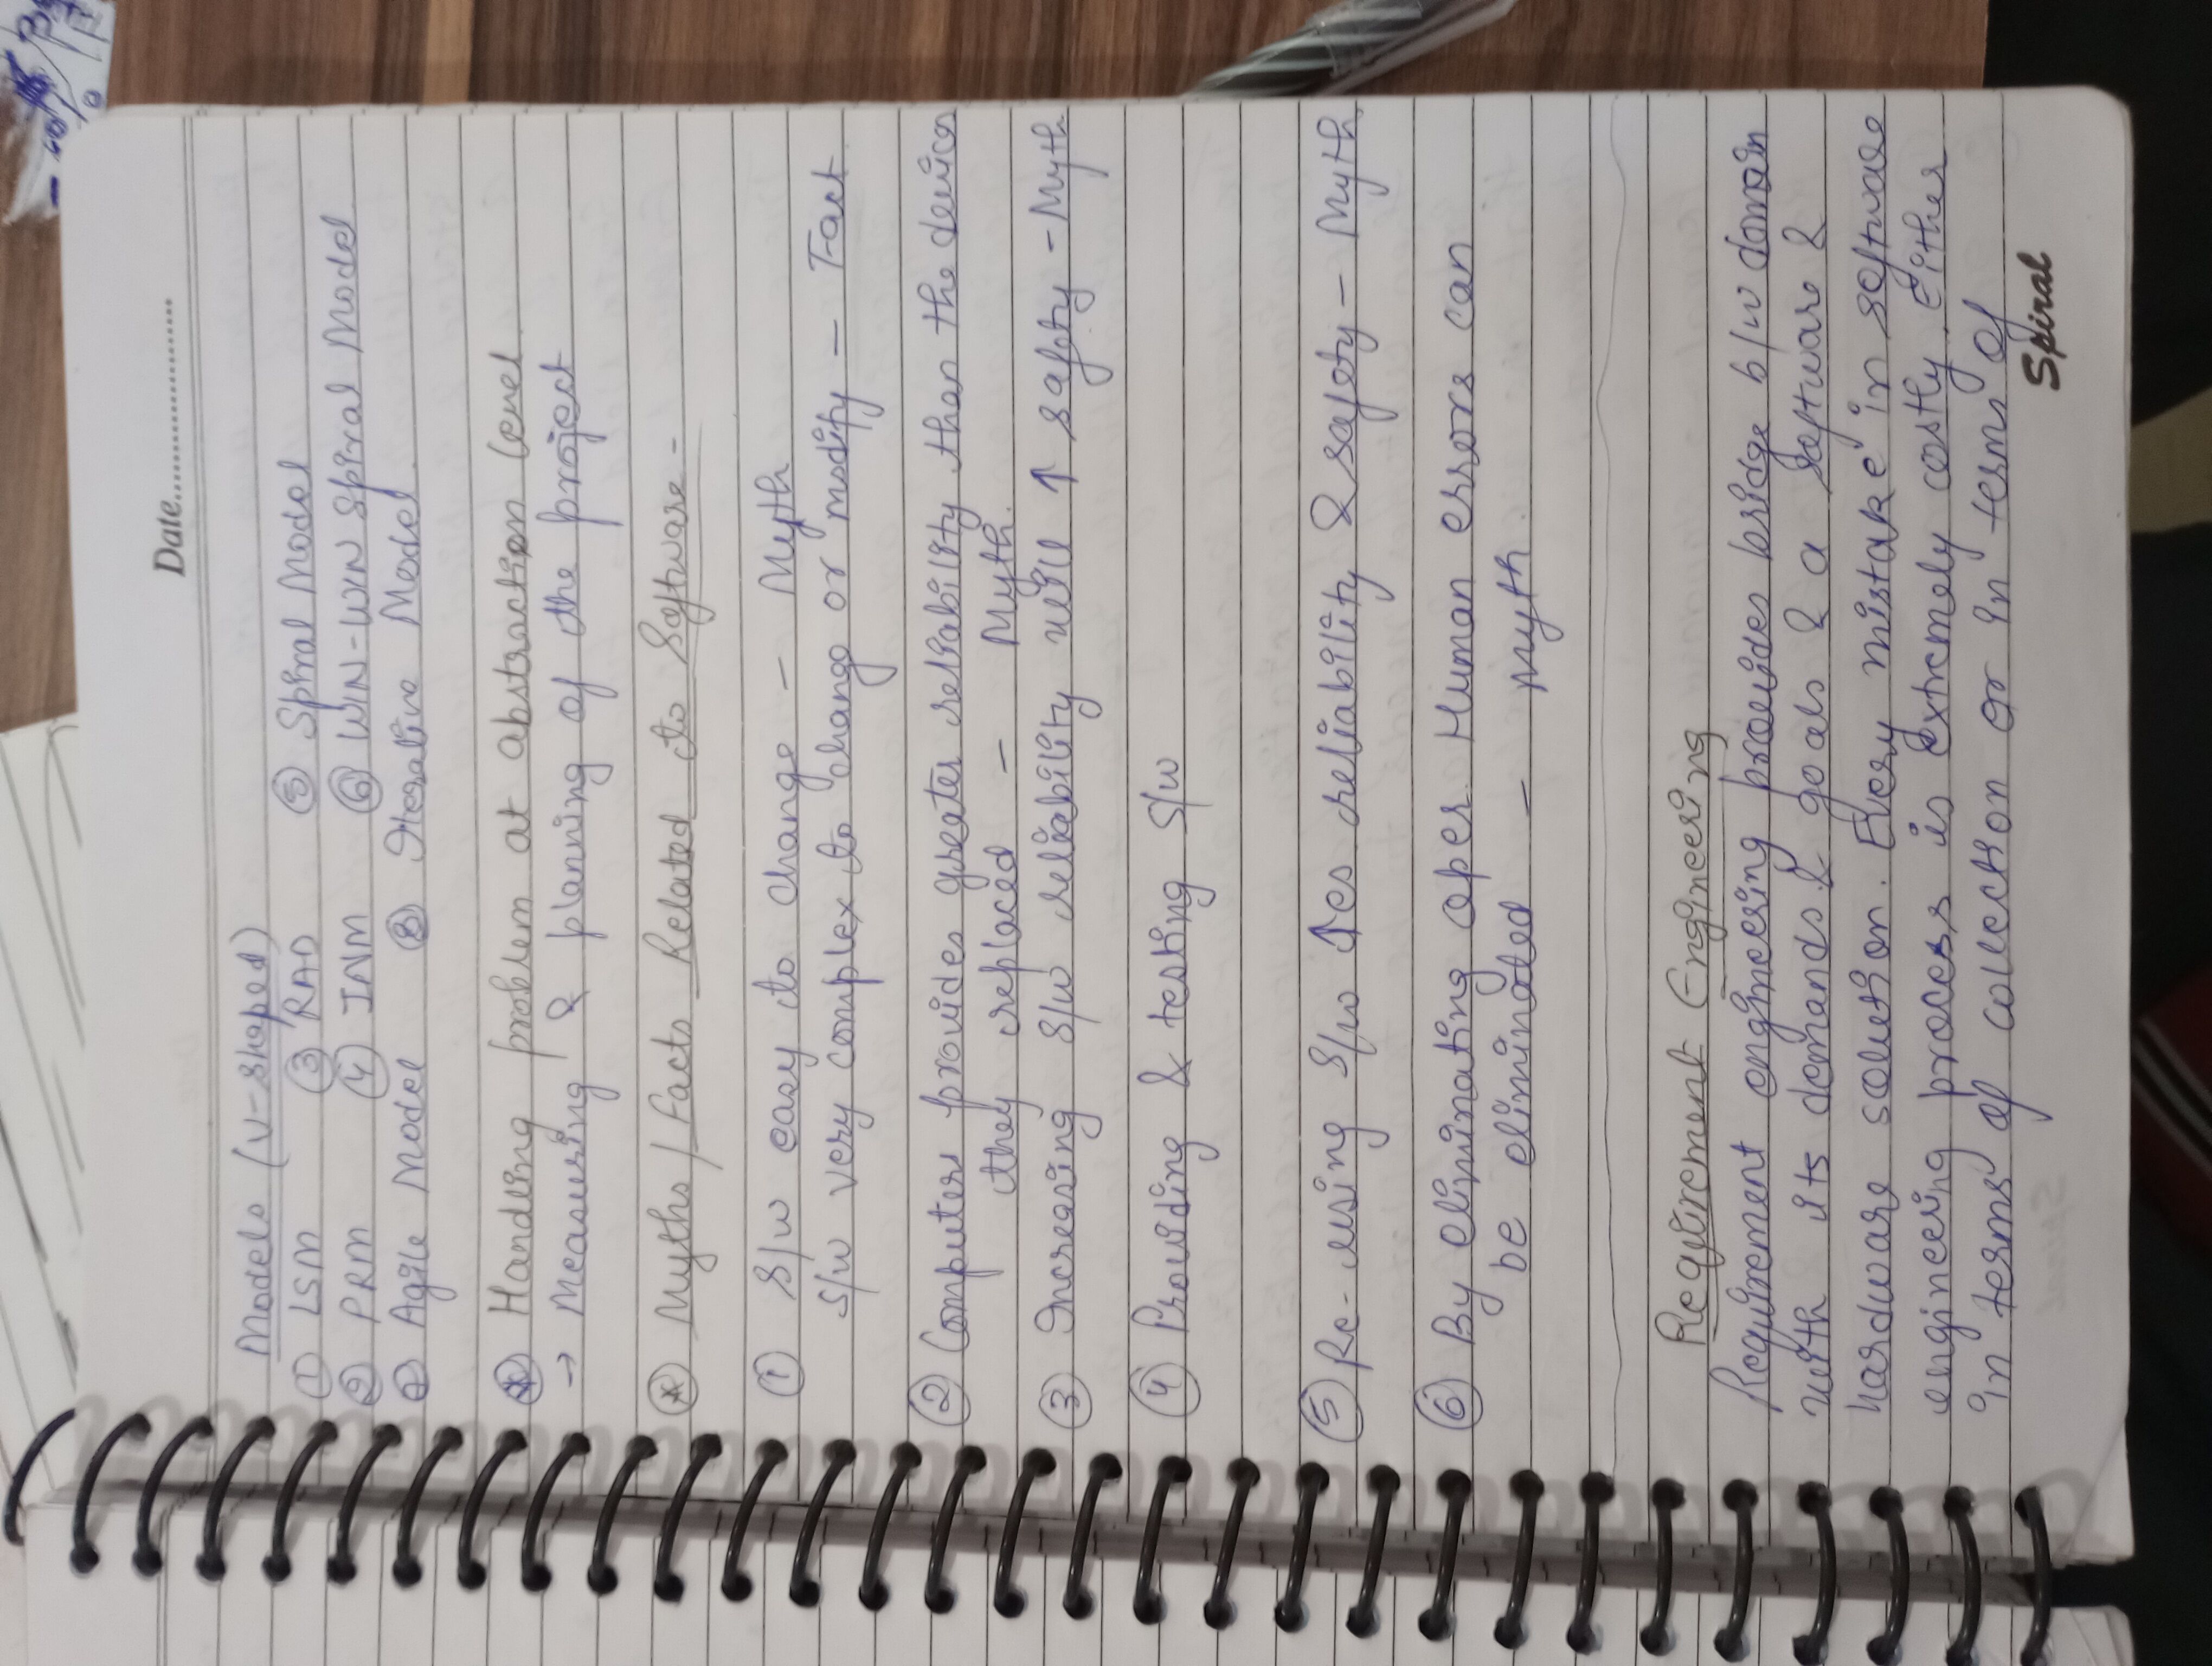 Date..............................
Models (V-shaped)
① LSM ③ RAD ⑤ Spiral Model
② PRM ④ INM ⑥ WIN-WIN Spiral Model
Agile Model ⑧ Iterative Model.
Handling problem at abstraction level
→ Measuring & planning of the project
Myths / Facts Related to Software -
① S/w easy to change - Myth
S/w very complex to change or modify - Fact
② Computers provides greater reliability than the device
they replaced - Myth.
③ Increasing S/w reliability will ↑ safety - Myth
④ Providing & testing S/w
⑤ Re-using S/w ↑es reliability & safety - Myth
⑥ By eliminating oper. Human errors can
be eliminated - Myth.
Requirement Engineering
Requirement engineering provides bridge b/w domain
with its demands & goals & a software &
hardware solution. Every mistake in software
engineering process is extremely costly. Either
in terms of collection or in terms of
Spiral